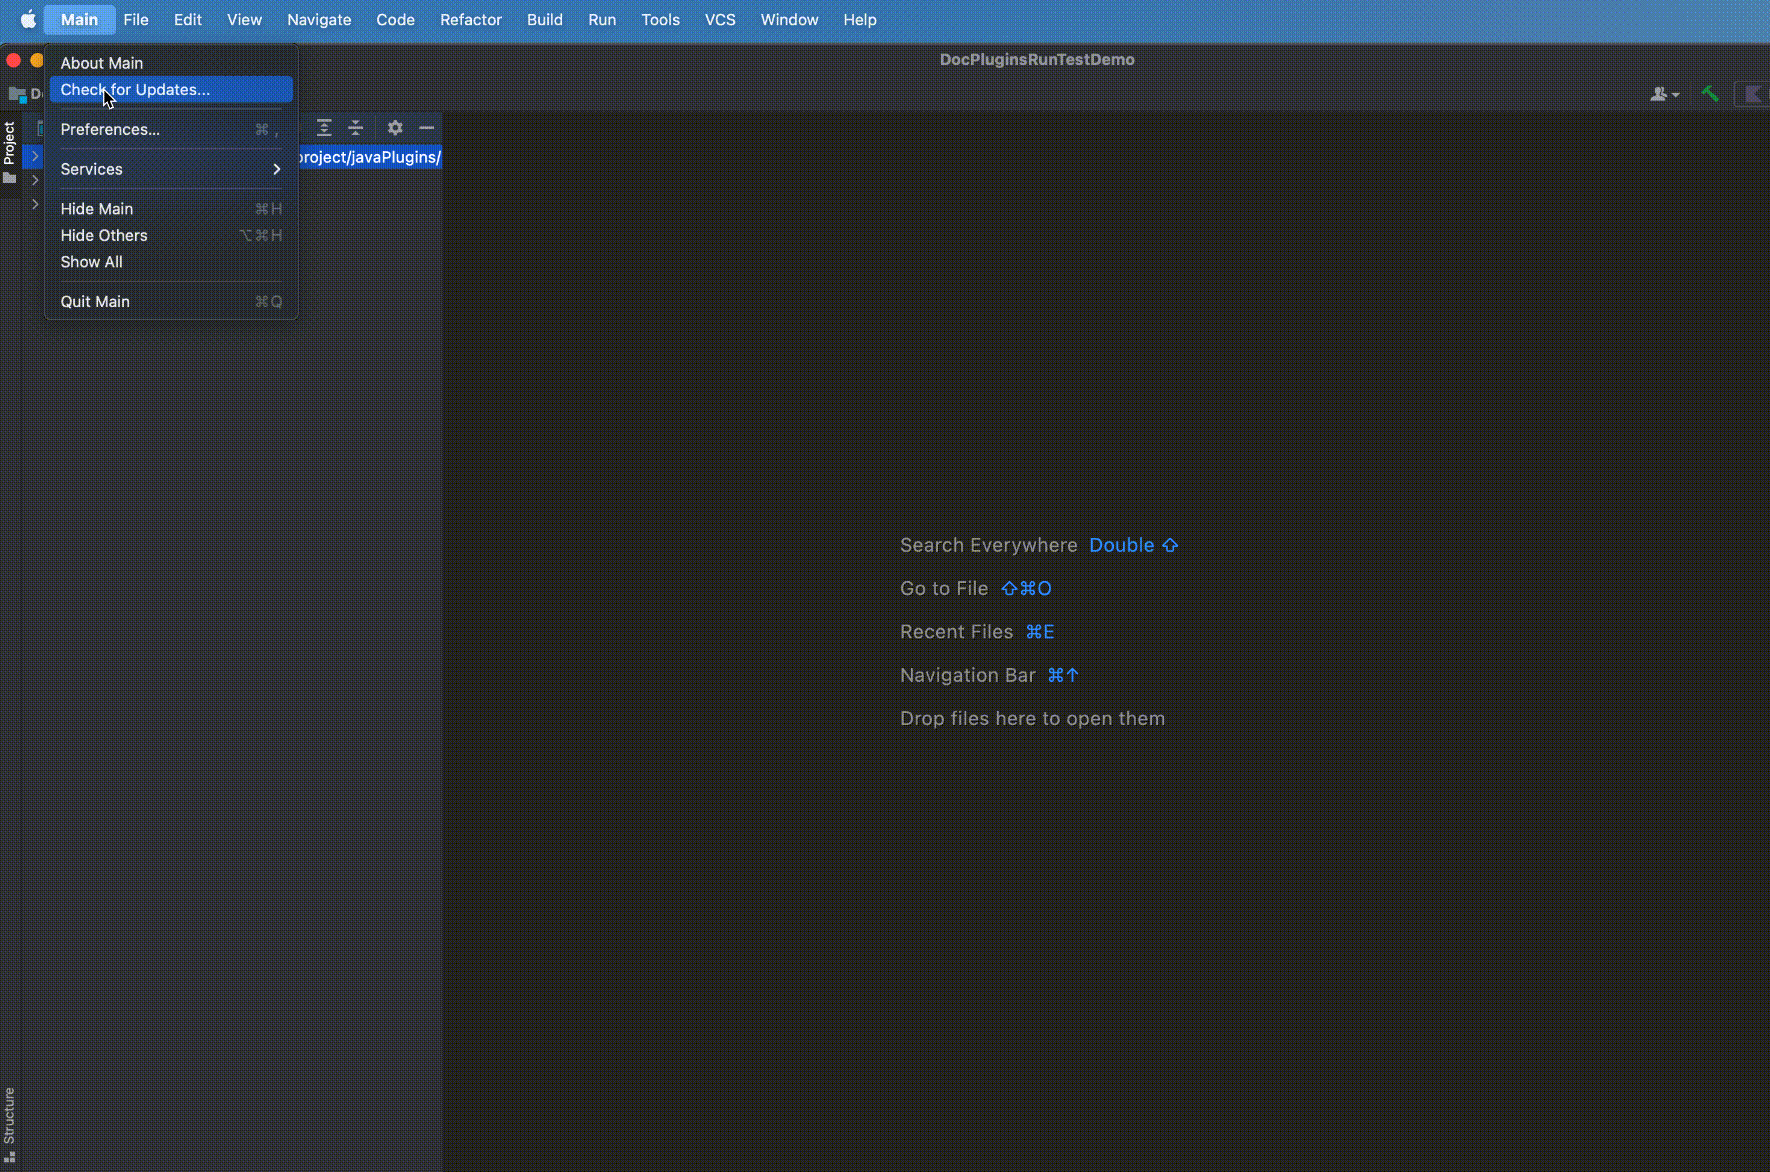 Main File Edit View Navigate Code Refactor Build Run Tools VCS Window Help
DocPluginsRunTestDemo
About Main
Check for Updates...
Preferences... ⌘ ,
Services
Hide Main ⌘H
Hide Others ⌥⌘H
Show All
Quit Main ⌘Q
Project
project/javaPlugins/
Search Everywhere Double ⇧
Go to File ⇧⌘O
Recent Files ⌘E
Navigation Bar ⌘↑
Drop files here to open them
Structure